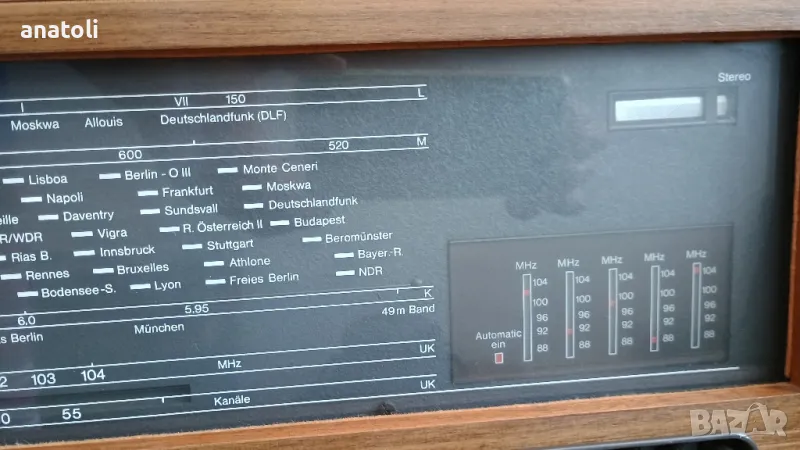 anatoli
Stereo
VII 150 L
Moskwa Allouis Deutschlandfunk (DLF)
600 520 M
Lisboa Berlin - O III Monte Ceneri
Napoli Frankfurt Moskwa
Daventry Sundsvall Deutschlandfunk
R/WDR Vigra R. Österreich II Budapest
Rias B. Innsbruck Stuttgart Beromünster
Rennes Bruxelles Athlone Bayer.-R
Bodensee-S. Lyon Freies Berlin NDR
6.0 5.95 K
Berlin München 49m Band
103 104 MHz UK
55 Kanäle UK
MHz MHz MHz MHz MHz
104 104 104 104 104
100 100 100 100 100
96 96 96 96 96
92 92 92 92 92
88 88 88 88 88
Automatic
ein
BAZAR